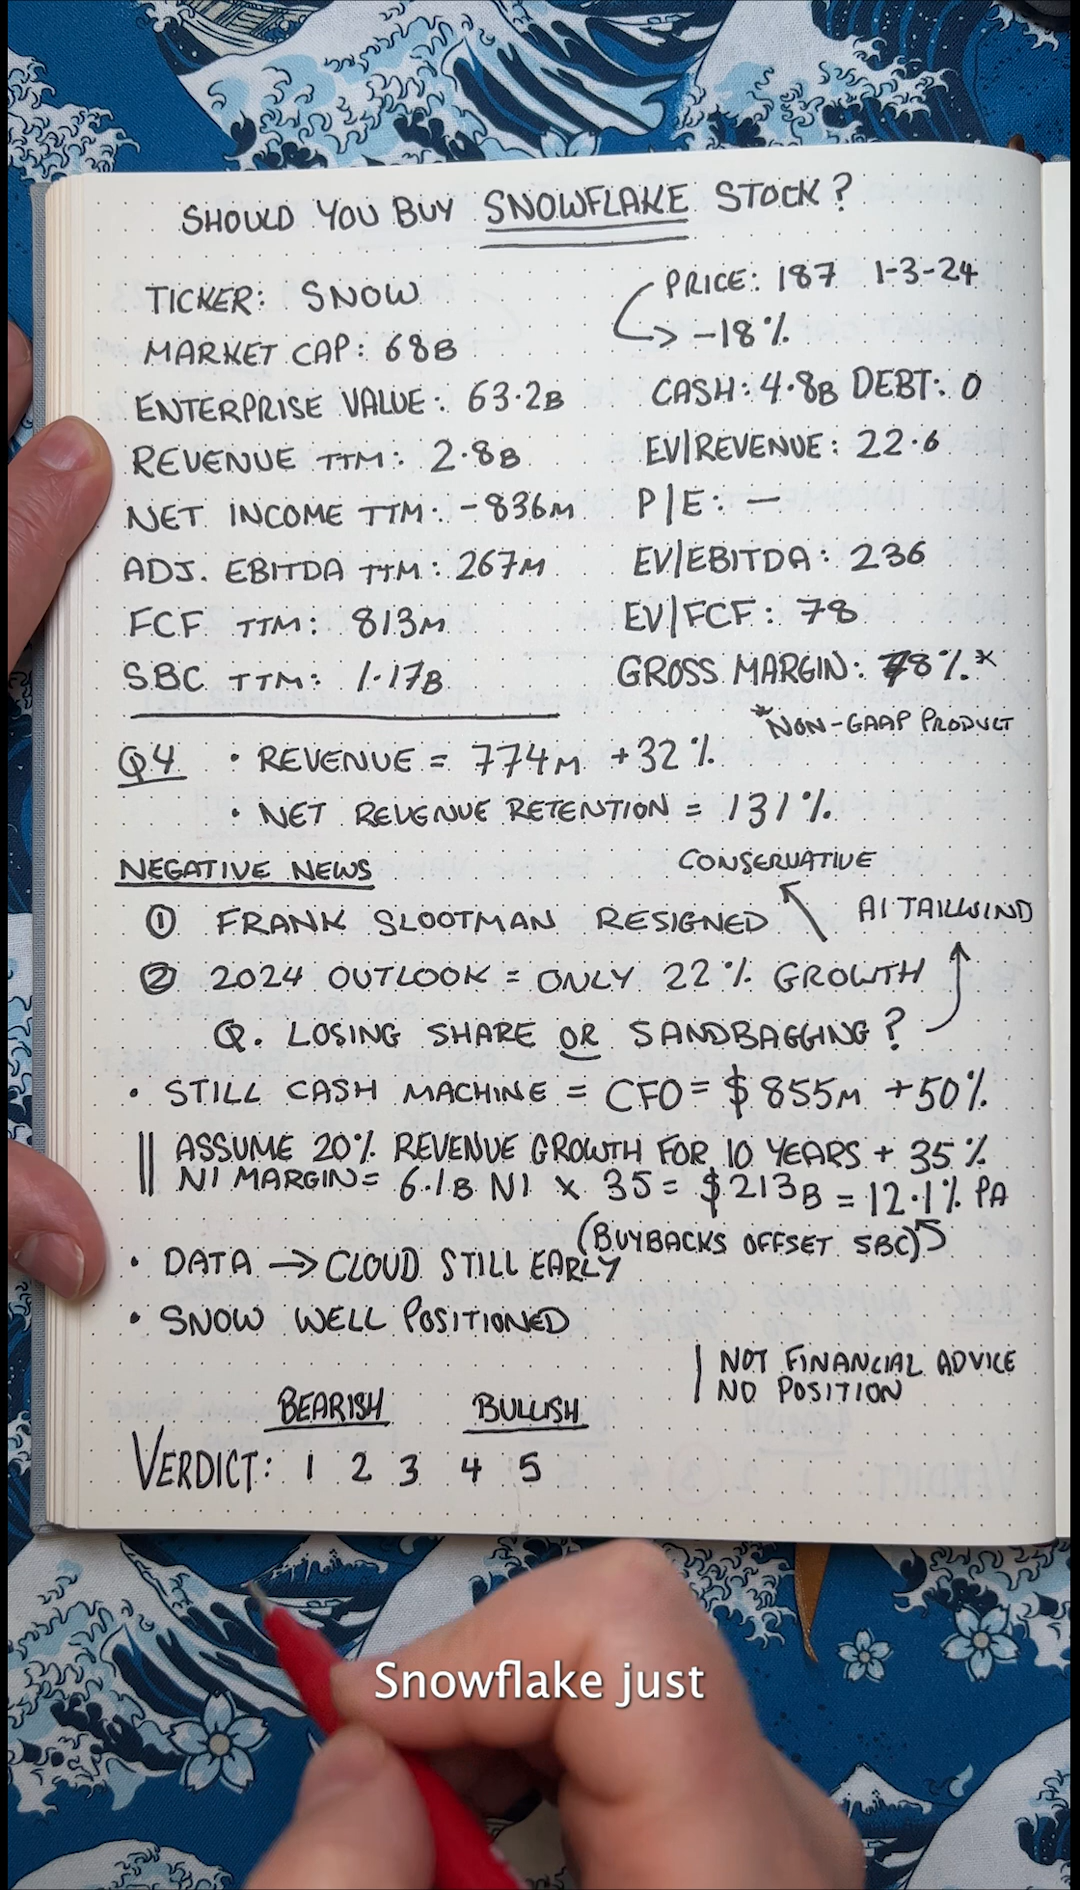 SHOULD YOU BUY SNOWFLAKE STOCK?
TICKER: SNOW
PRICE: 187 1-3-24
→ -18%
MARKET CAP: 68B
ENTERPRISE VALUE: 63.2B
CASH: 4.8B DEBT: 0
REVENUE TTM: 2.8B
EV/REVENUE: 22.6
NET INCOME TTM: -836M
P/E: —
ADJ. EBITDA TTM: 267M
EV/EBITDA: 236
FCF TTM: 813M
EV/FCF: 78
SBC TTM: 1.17B
GROSS MARGIN: 78%*
*NON-GAAP PRODUCT
Q4 • REVENUE = 774M +32%
• NET REVENUE RETENTION = 131%
NEGATIVE NEWS
CONSERVATIVE
① FRANK SLOOTMAN RESIGNED
AI TAILWIND
② 2024 OUTLOOK = ONLY 22% GROWTH
Q. LOSING SHARE OR SANDBAGGING?
• STILL CASH MACHINE = CFO = $855M +50%
ASSUME 20% REVENUE GROWTH FOR 10 YEARS + 35%
NI MARGIN = 6.1B NI × 35 = $213B = 12.1% PA
(BUYBACKS OFFSET SBC)
• DATA → CLOUD STILL EARLY
• SNOW WELL POSITIONED
NOT FINANCIAL ADVICE
NO POSITION
BEARISH BULLISH
VERDICT: 1 2 3 4 5
Snowflake just